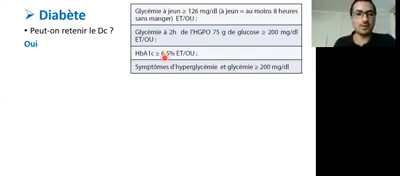 ➢ Diabète
• Peut-on retenir le Dc ?
Oui
Glycémie à jeun ≥ 126 mg/dl (à jeun = au moins 8 heures
sans manger) ET/OU :
Glycémie à 2h de l'HGPO 75 g de glucose ≥ 200 mg/dl
ET/OU :
HbA1c ≥ 6.5% ET/OU :
Symptômes d'hyperglycémie et glycémie ≥ 200 mg/dl